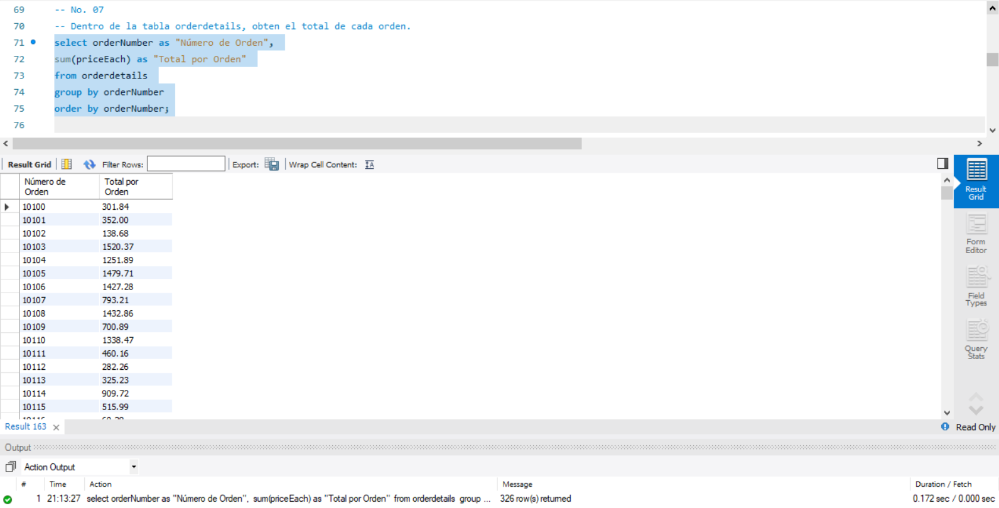 69 -- No. 07
70 -- Dentro de la tabla orderdetails, obten el total de cada orden.
71 select orderNumber as "Número de Orden",
72 sum(priceEach) as "Total por Orden"
73 from orderdetails
74 group by orderNumber
75 order by orderNumber;
76
Result Grid Filter Rows: Export: Wrap Cell Content: IA
Número de Orden Total por Orden
10100 301.84
10101 352.00
10102 138.68
10103 1520.37
10104 1251.89
10105 1479.71
10106 1427.28
10107 793.21
10108 1432.86
10109 700.89
10110 1338.47
10111 460.16
10112 282.26
10113 325.23
10114 909.72
10115 515.99
Result Grid
Form Editor
Field Types
Query Stats
Result 163 Read Only
Output
Action Output
# Time Action Message Duration / Fetch
1 21:13:27 select orderNumber as "Número de Orden", sum(priceEach) as "Total por Orden" from orderdetails group ... 326 row(s) returned 0.172 sec / 0.000 sec